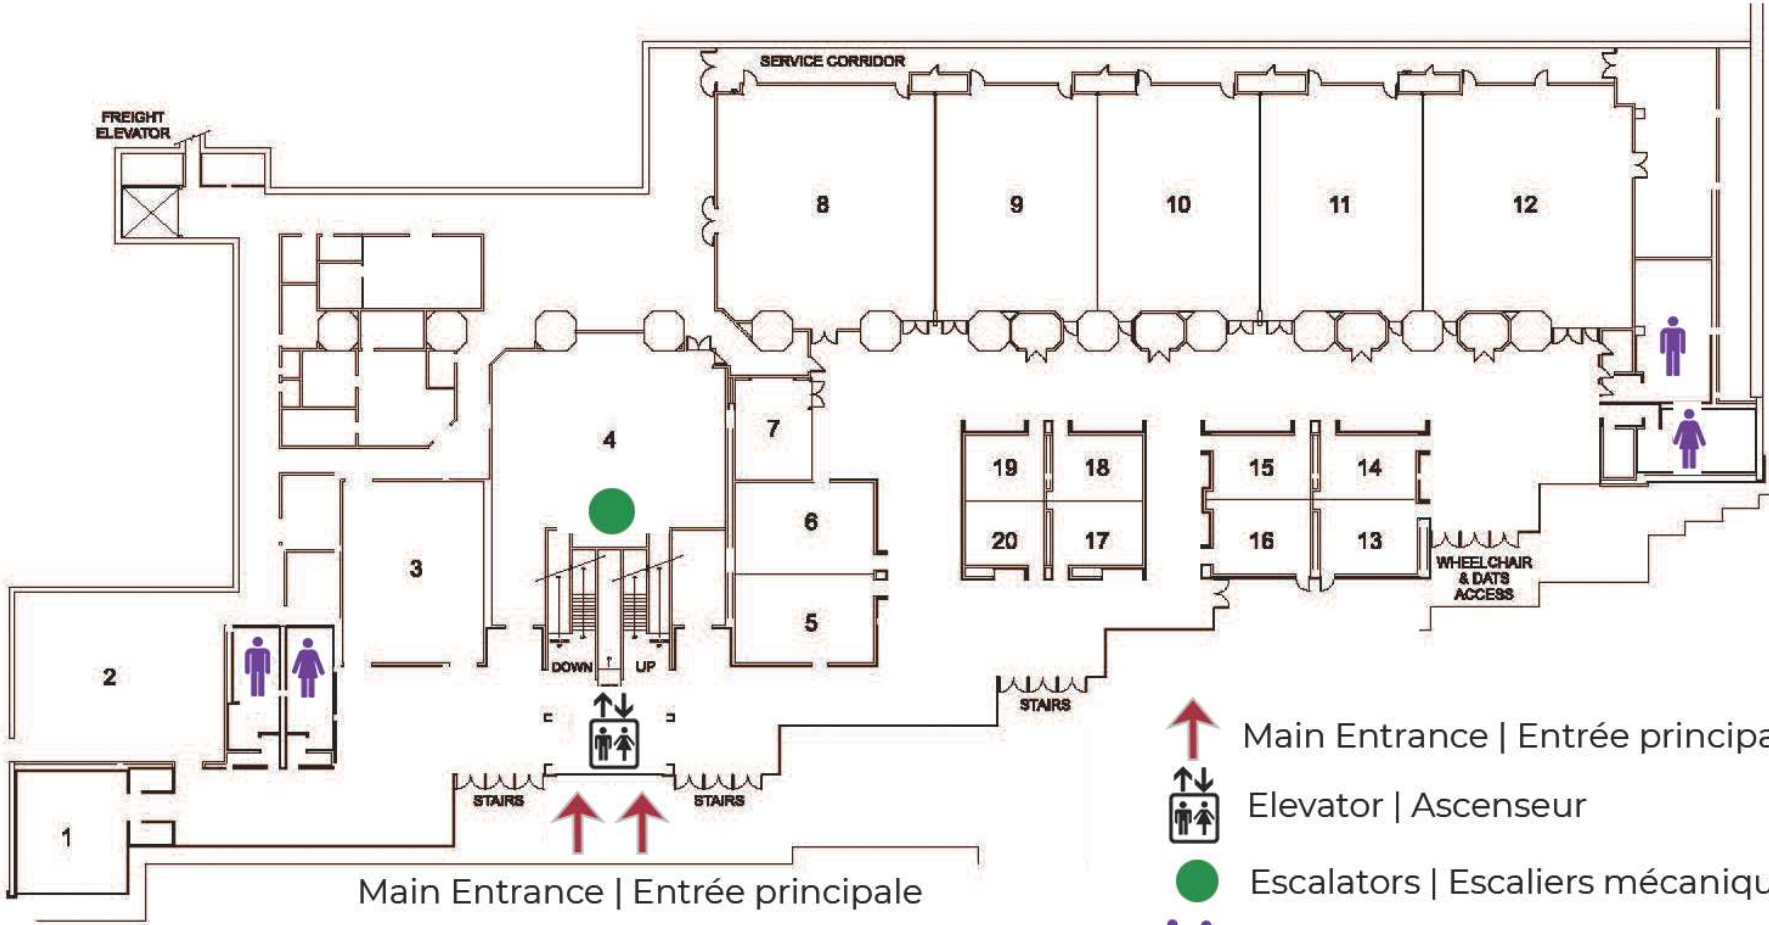 SERVICE CORRIDOR
FREIGHT
ELEVATOR
8
9
10
11
12
4
7
19
18
15
14
6
20
17
16
13
3
5
WHEELCHAIR
& DATS
ACCESS
2
DOWN
UP
STAIRS
STAIRS
STAIRS
1
Main Entrance | Entrée principale
Main Entrance | Entrée principa
Elevator | Ascenseur
Escalators | Escaliers mécaniqu